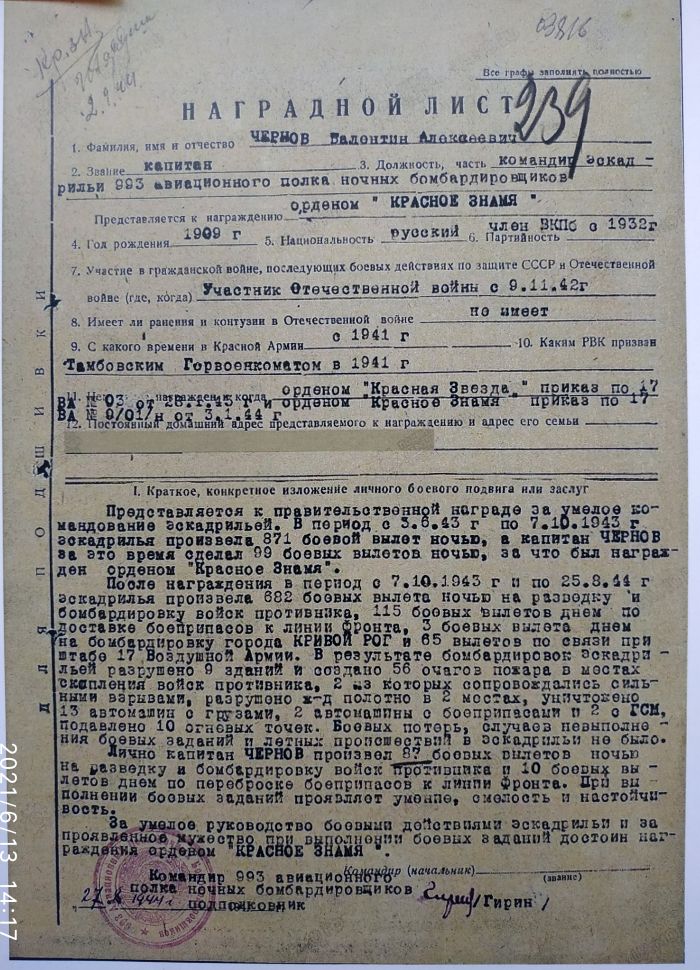 03816
Кр. зн
2.9.44
Все графы заполнять полностью
НАГРАДНОЙ ЛИСТ
239
1. Фамилия, имя и отчество ЧЕРНОВ Валентин Алексеевич
2. Звание капитан 3. Должность, часть командир эскад -
рильи 993 авиационного полка ночных бомбардировщиков
орденом " КРАСНОЕ ЗНАМЯ "
Представляется к награждению
4. Год рождения 1909 г 5. Национальность русский 6. Партийность член ВКПб с 1932г
7. Участие в гражданской войне, последующих боевых действиях по защите СССР и Отечественной
войне (где, когда) Участник Отечественной войны с 9.11.42г
8. Имеет ли ранения и контузии в Отечественной войне не имеет
9. С какого времени в Красной Армии с 1941 г 10. Каким РВК призван
Тамбовским Горвоенкоматом в 1941 г
11. награжден и когда орденом "Красная Звезда" приказ по 17
ВА № 03 от 28.1.43 г и орденом "Красное Знамя" приказ по 17
ВА № 9/01/н от 3.1.44 г
12. Постоянный домашний адрес представляемого к награждению и адрес его семьи
I. Краткое, конкретное изложение личного боевого подвига или заслуг
Представляется к правительственной награде за умелое ко-
мандование эскадрильей. В период с 3.6.43 г по 7.10.1943 г
эскадрилья произвела 871 боевой вылет ночью, а капитан ЧЕРНОВ
за это время сделал 99 боевых вылетов ночью, за что был награж-
ден орденом "Красное Знамя".
После награждения в период с 7.10.1943 г и по 25.8.44 г
эскадрилья произвела 682 боевых вылета ночью на разведку и
бомбардировку войск противника, 115 боевых вылетов днем по
доставке боеприпасов к линии фронта, 3 боевых вылета днем
на бомбардировку города КРИВОЙ РОГ и 65 вылетов по связи при
штабе 17 Воздушной Армии. В результате бомбардировок эскадри-
льей разрушено 9 зданий и создано 56 очагов пожара в местах
скопления войск противника, 2 из которых сопровождались силь-
ными взрывами, разрушено ж-д полотно в 2 местах, уничтожено
13 автомашин с грузами, 2 автомашины с боеприпасами и 2 с ГСМ,
подавлено 10 огневых точек. Боевых потерь, случаев невыполне-
ния боевых заданий и летных происшествий в эскадрильи не было.
Лично капитан ЧЕРНОВ произвел 87 боевых вылетов ночью
на разведку и бомбардировку войск противника и 10 боевых вы-
летов днем по переброске боеприпасов к линии фронта. При вы -
полнении боевых заданий проявляет умение, смелость и настойчи-
вость.
За умелое руководство боевыми действиями эскадрильи и за
проявленное мужество при выполнении боевых заданий достоин наг-
раждения орденом "КРАСНОЕ ЗНАМЯ ".
Командир (начальник)
(звание)
Командир 993 авиационного
полка ночных бомбардировщиков
подполковник /Гирин/
27.8.1944г
ДЛЯ ПОДШИВКИ
2021/6/13 14:17